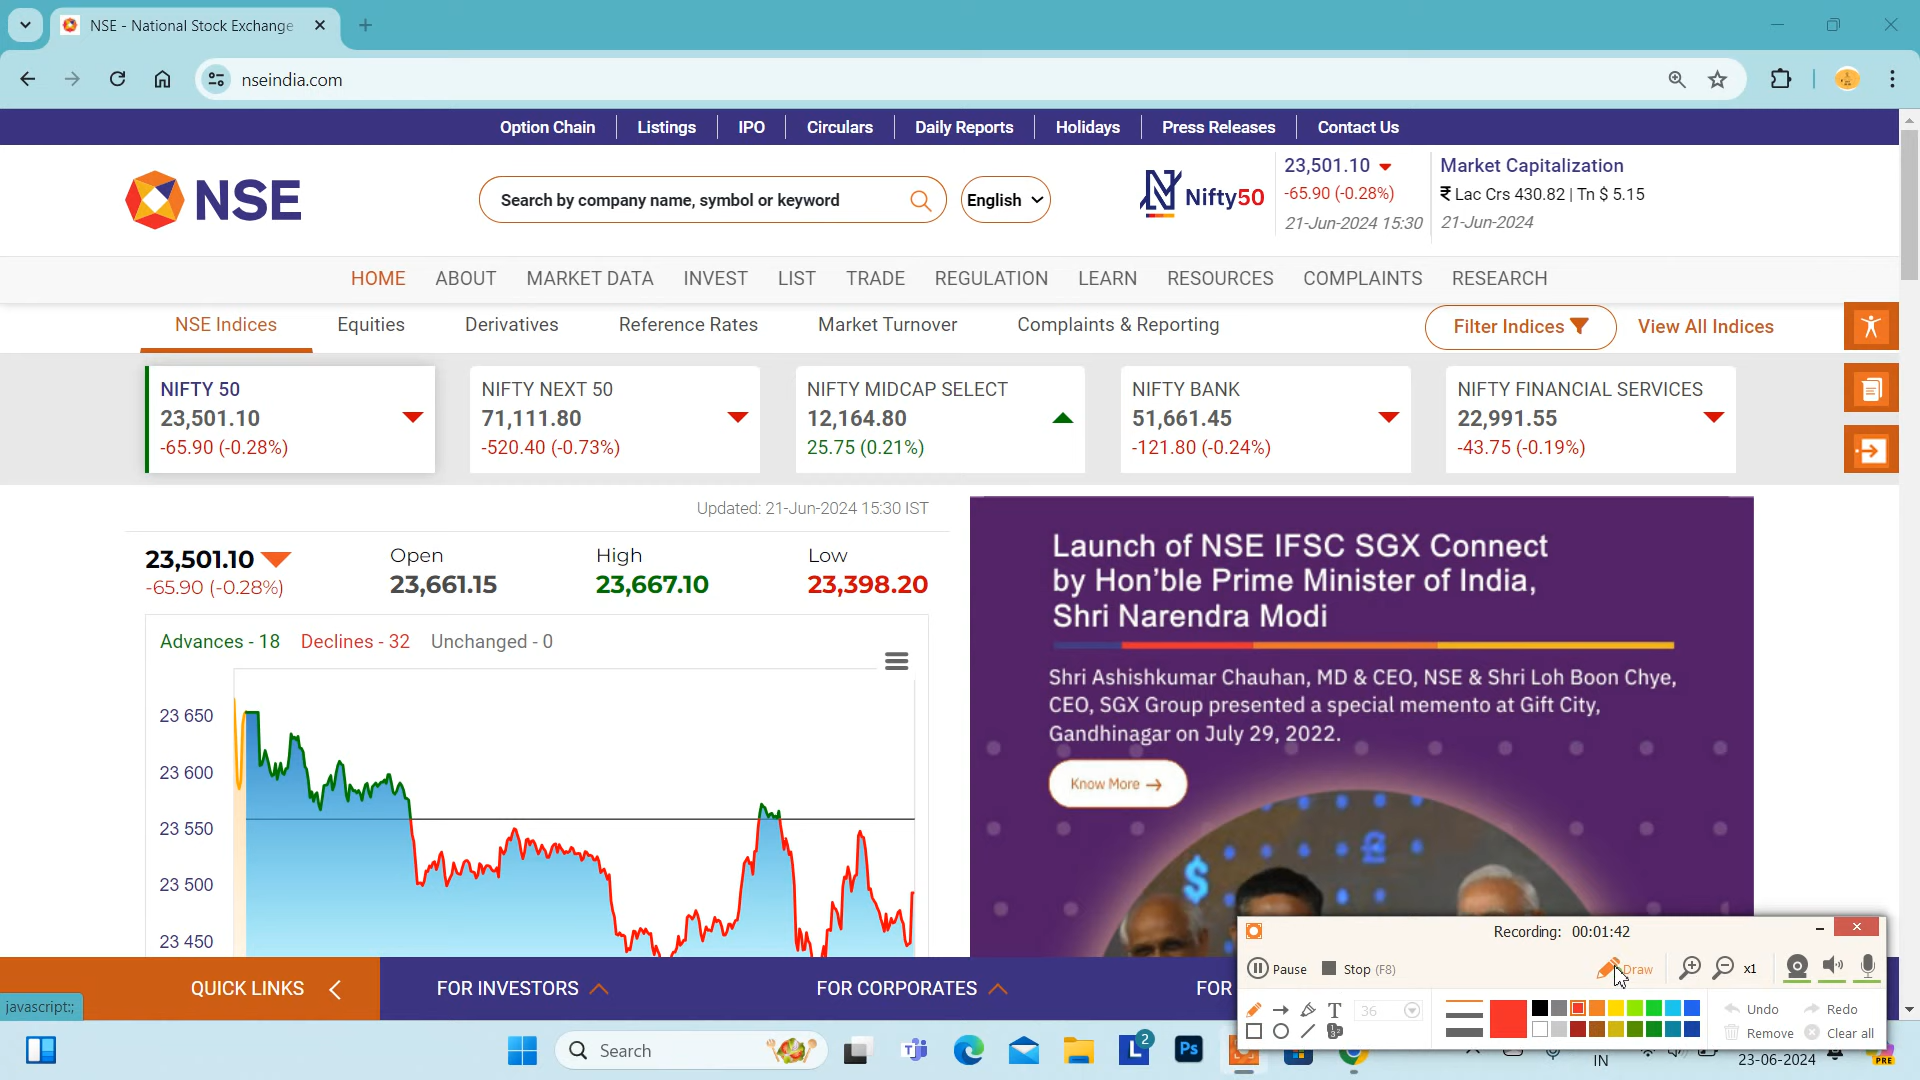 NSE - National Stock Exchange
nseindia.com
Option Chain Listings IPO Circulars Daily Reports Holidays Press Releases Contact Us
NSE
Search by company name, symbol or keyword
English
Nifty50
23,501.10
-65.90 (-0.28%)
21-Jun-2024 15:30
Market Capitalization
₹ Lac Crs 430.82 | Tn $ 5.15
21-Jun-2024
HOME ABOUT MARKET DATA INVEST LIST TRADE REGULATION LEARN RESOURCES COMPLAINTS RESEARCH
NSE Indices Equities Derivatives Reference Rates Market Turnover Complaints & Reporting
Filter Indices View All Indices
NIFTY 50
23,501.10
-65.90 (-0.28%)
NIFTY NEXT 50
71,111.80
-520.40 (-0.73%)
NIFTY MIDCAP SELECT
12,164.80
25.75 (0.21%)
NIFTY BANK
51,661.45
-121.80 (-0.24%)
NIFTY FINANCIAL SERVICES
22,991.55
-43.75 (-0.19%)
Updated: 21-Jun-2024 15:30 IST
23,501.10
-65.90 (-0.28%)
Open
23,661.15
High
23,667.10
Low
23,398.20
Advances - 18 Declines - 32 Unchanged - 0
23 650
23 600
23 550
23 500
23 450
Launch of NSE IFSC SGX Connect
by Hon'ble Prime Minister of India,
Shri Narendra Modi
Shri Ashishkumar Chauhan, MD & CEO, NSE & Shri Loh Boon Chye,
CEO, SGX Group presented a special memento at Gift City,
Gandhinagar on July 29, 2022.
Know More →
$
£
QUICK LINKS
FOR INVESTORS
FOR CORPORATES
FOR
javascript:;
Recording: 00:01:42
Pause Stop (F8) Draw x1
T 36
Undo Redo
Remove Clear all
Search
L 2
Ps
IN
23-06-2024
PRE